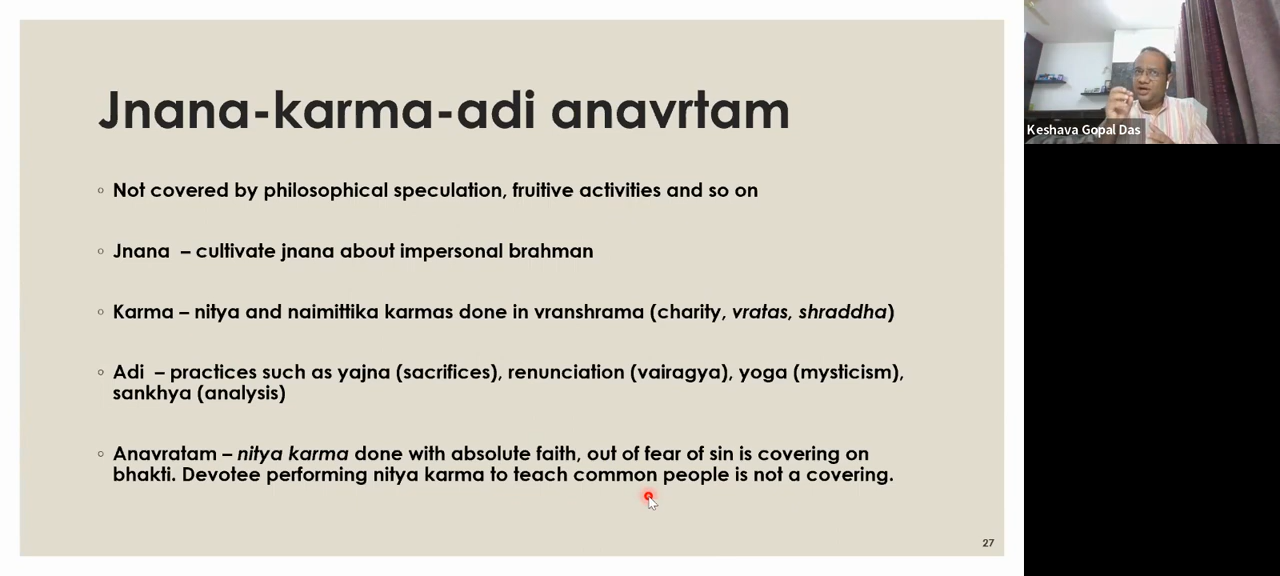 Jnana-karma-adi anavrtam
Not covered by philosophical speculation, fruitive activities and so on
Jnana – cultivate jnana about impersonal brahman
Karma – nitya and naimittika karmas done in vranshrama (charity, vratas, shraddha)
Adi – practices such as yajna (sacrifices), renunciation (vairagya), yoga (mysticism),
sankhya (analysis)
Anavratam – nitya karma done with absolute faith, out of fear of sin is covering on
bhakti. Devotee performing nitya karma to teach common people is not a covering.
27
Keshava Gopal Das